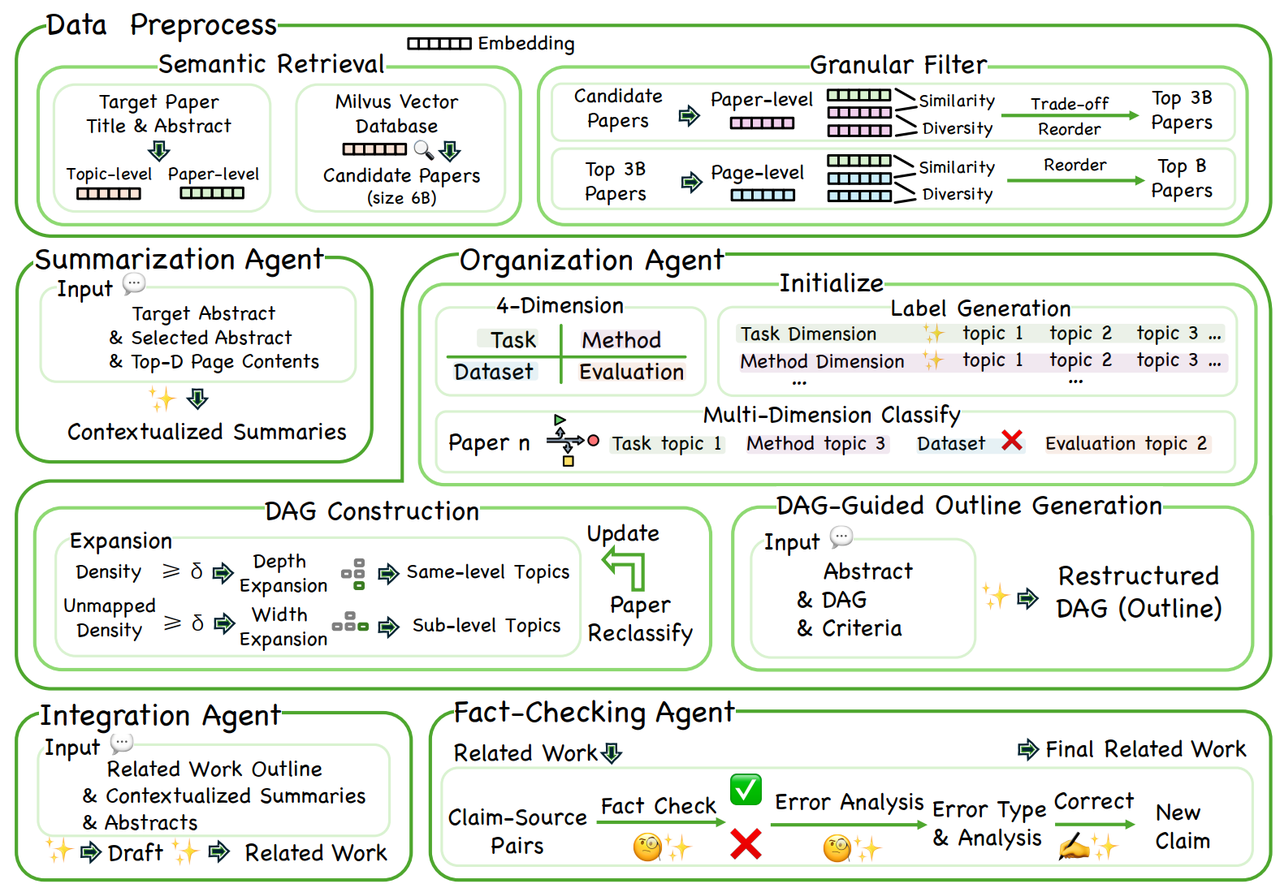 Data Preprocess
Embedding
Semantic Retrieval
Target Paper
Title & Abstract
Topic-level
Paper-level
Milvus Vector
Database
Candidate Papers
(size 6B)
Granular Filter
Candidate
Papers
Paper-level
Similarity
Diversity
Trade-off
Reorder
Top 3B
Papers
Top 3B
Papers
Page-level
Similarity
Diversity
Reorder
Top B
Papers
Summarization Agent
Input
Target Abstract
& Selected Abstract
& Top-D Page Contents
Contextualized Summaries
Organization Agent
Initialize
4-Dimension
Task
Method
Dataset
Evaluation
Label Generation
Task Dimension topic 1 topic 2 topic 3 ...
Method Dimension topic 1 topic 2 topic 3 ...
... ...
Multi-Dimension Classify
Paper n Task topic 1 Method topic 3 Dataset Evaluation topic 2
DAG Construction
Expansion
Density ≥ δ
Depth
Expansion
Same-level Topics
Unmapped
Density
≥ δ
Width
Expansion
Sub-level Topics
Update
Paper
Reclassify
DAG-Guided Outline Generation
Input
Abstract
& DAG
& Criteria
Restructured
DAG (Outline)
Integration Agent
Input
Related Work Outline
& Contextualized Summaries
& Abstracts
Draft Related Work
Fact-Checking Agent
Related Work
Final Related Work
Claim-Source
Pairs
Fact Check
Error Analysis
Error Type
& Analysis
Correct
New
Claim